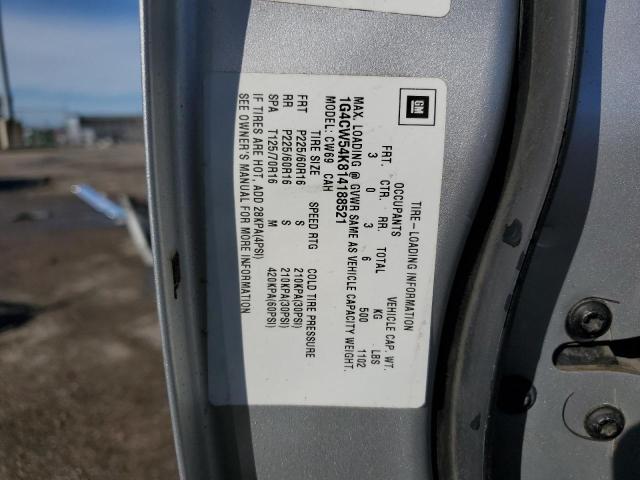 GM
TIRE-LOADING INFORMATION
OCCUPANTS VEHICLE CAP. WT.
FRT. CTR. RR. TOTAL KG LBS
3 0 3 6 500 1102
MAX. LOADING @ GVWR SAME AS VEHICLE CAPACITY WEIGHT.
1G4CW54K814188521
MODEL: CW69 CAH
TIRE SIZE SPEED RTG COLD TIRE PRESSURE
FRT P225/60R16 S 210KPA(30PSI)
RR P225/60R16 S 210KPA(30PSI)
SPA T125/70R16 M 420KPA(60PSI)
IF TIRES ARE HOT, ADD 28KPA(4PSI)
SEE OWNER'S MANUAL FOR MORE INFORMATION